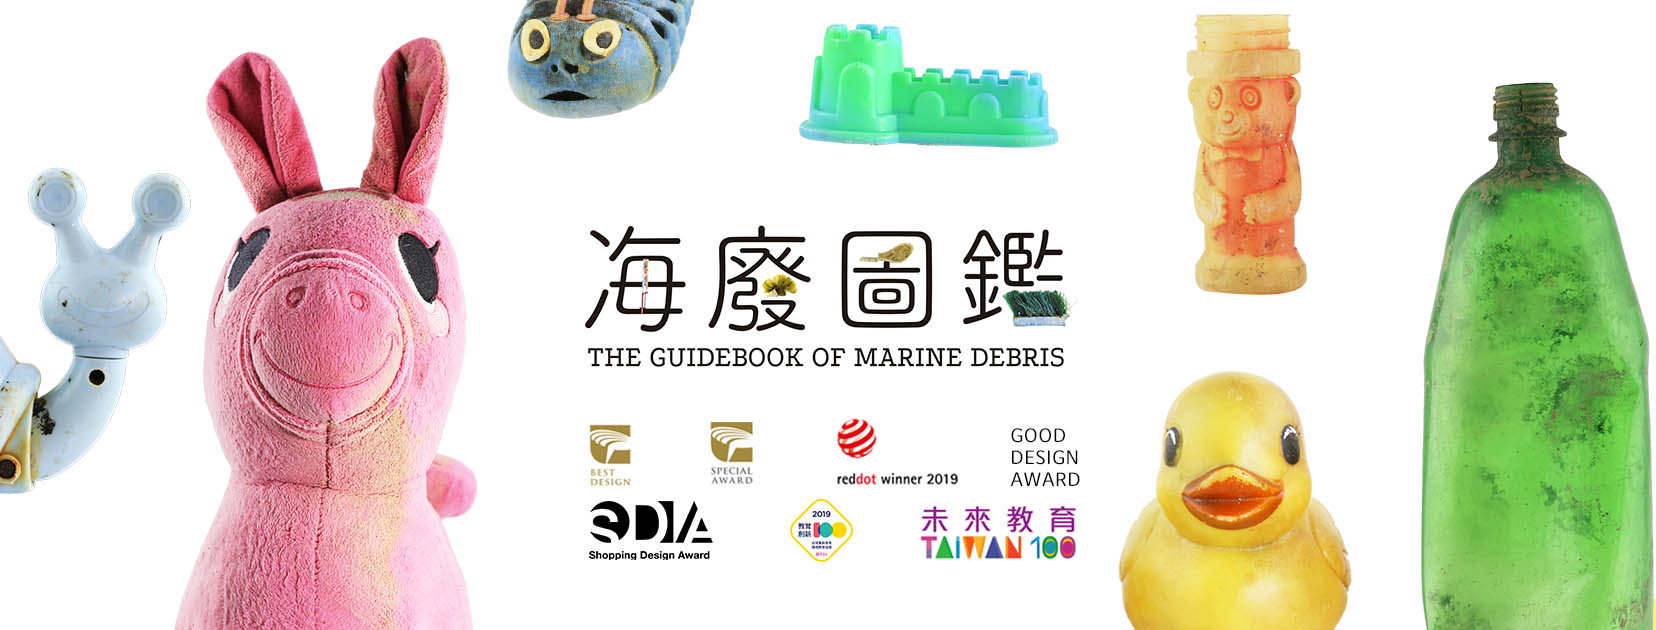 海廢圖鑑
THE GUIDEBOOK OF MARINE DEBRIS
BEST
DESIGN
SPECIAL
AWARD
reddot winner 2019
GOOD
DESIGN
AWARD
SDIA
Shopping Design Award
2019
教育
創新
100
未來教育
TAIWAN 100